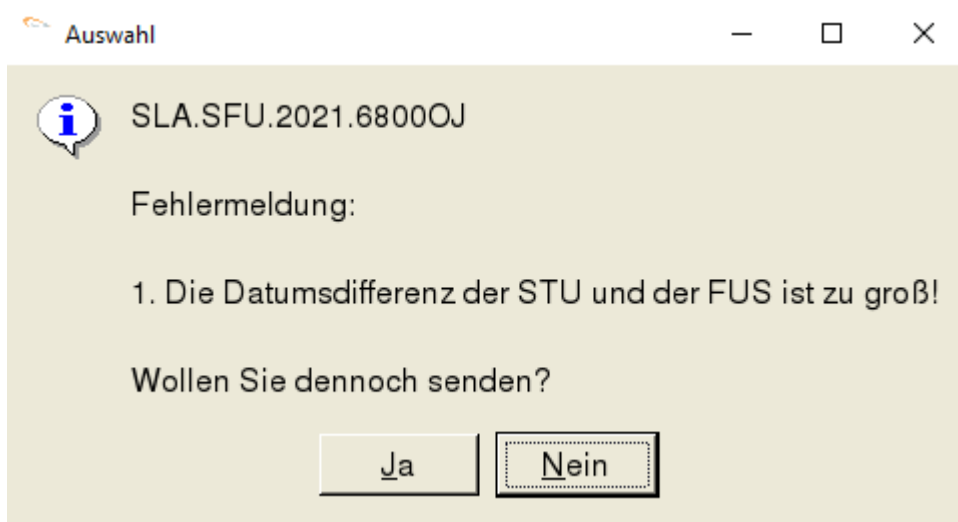 Auswahl
SLA.SFU.2021.6800OJ
Fehlermeldung:
1. Die Datumsdifferenz der STU und der FUS ist zu groß!
Wollen Sie dennoch senden?
Ja
Nein